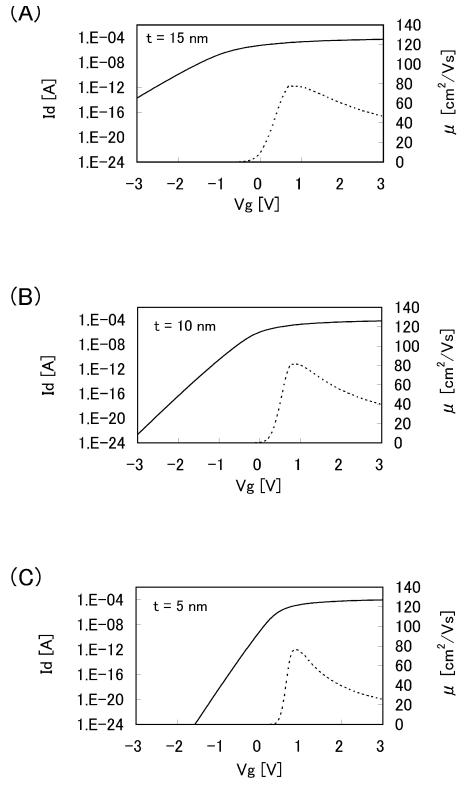 (A)
t = 15 nm
1.E-04
1.E-08
1.E-12
1.E-16
1.E-20
1.E-24
Id [A]
140
120
100
80
60
40
20
0
μ [cm²/Vs]
-3 -2 -1 0 1 2 3
Vg [V]
(B)
t = 10 nm
1.E-04
1.E-08
1.E-12
1.E-16
1.E-20
1.E-24
Id [A]
140
120
100
80
60
40
20
0
μ [cm²/Vs]
-3 -2 -1 0 1 2 3
Vg [V]
(C)
t = 5 nm
1.E-04
1.E-08
1.E-12
1.E-16
1.E-20
1.E-24
Id [A]
140
120
100
80
60
40
20
0
μ [cm²/Vs]
-3 -2 -1 0 1 2 3
Vg [V]